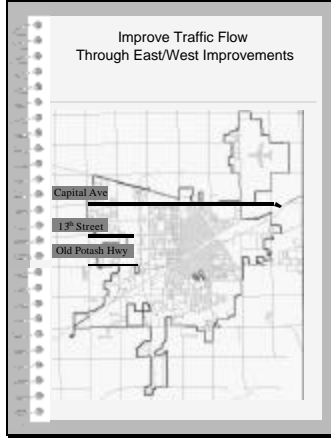 Improve Traffic Flow
Through East/West Improvements
Capital Ave
13th Street
Old Potash Hwy